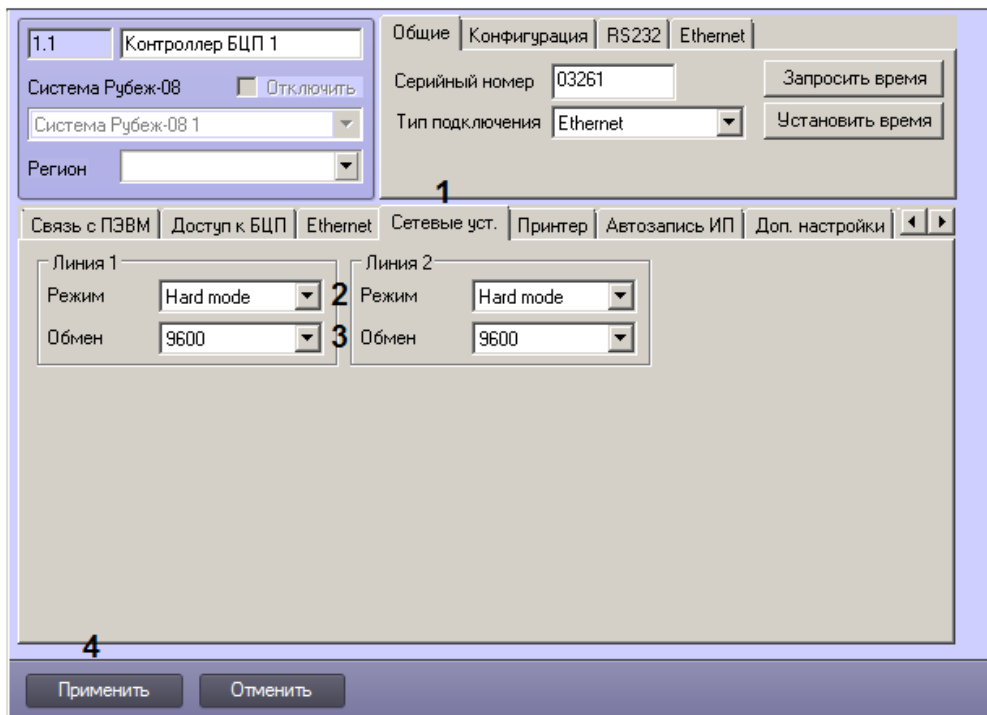 1.1 Контроллер БЦП 1
Система Рубеж-08 Отключить
Система Рубеж-08 1
Регион
Общие Конфигурация RS232 Ethernet
Серийный номер 03261 Запросить время
Тип подключения Ethernet Установить время
1
Связь с ПЭВМ Доступ к БЦП Ethernet Сетевые уст. Принтер Автозапись ИП Доп. настройки
Линия 1 Линия 2
Режим Hard mode 2 Режим Hard mode
Обмен 9600 3 Обмен 9600
4
Применить Отменить